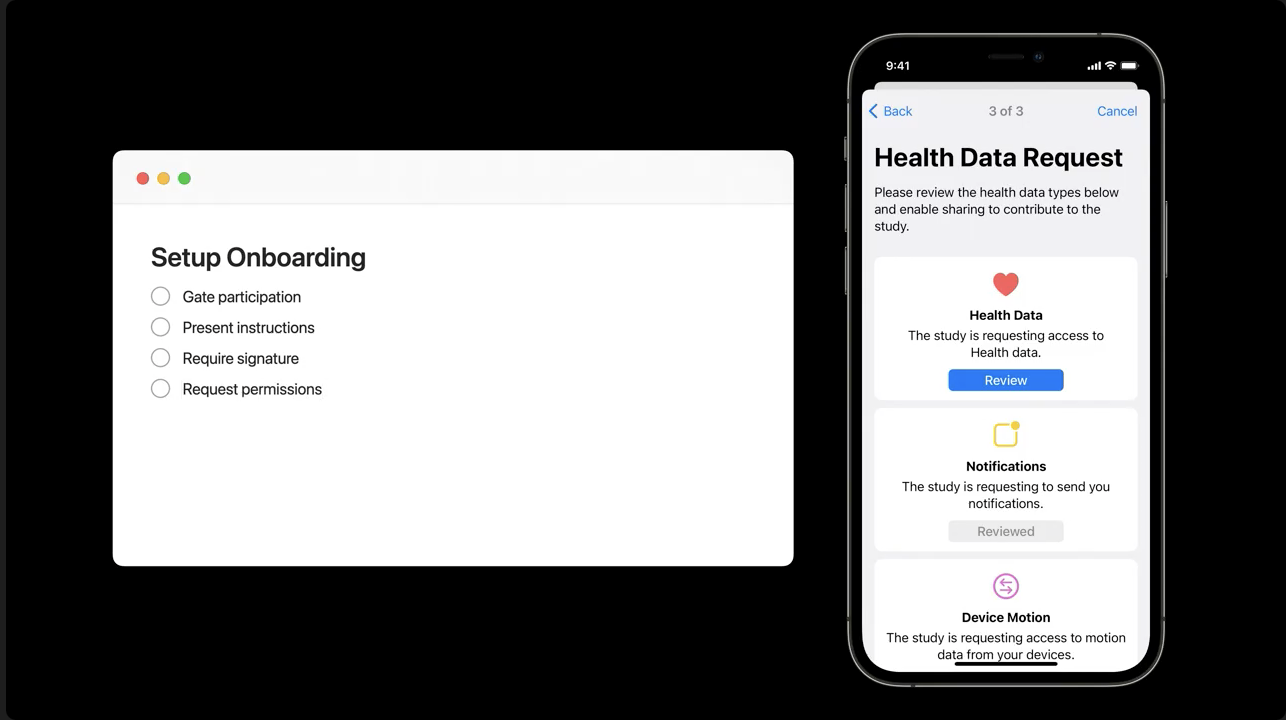 Setup Onboarding
Gate participation
Present instructions
Require signature
Request permissions
9:41
Back
3 of 3
Cancel
Health Data Request
Please review the health data types below
and enable sharing to contribute to the
study.
Health Data
The study is requesting access to
Health data.
Review
Notifications
The study is requesting to send you
notifications.
Reviewed
Device Motion
The study is requesting access to motion
data from your devices.